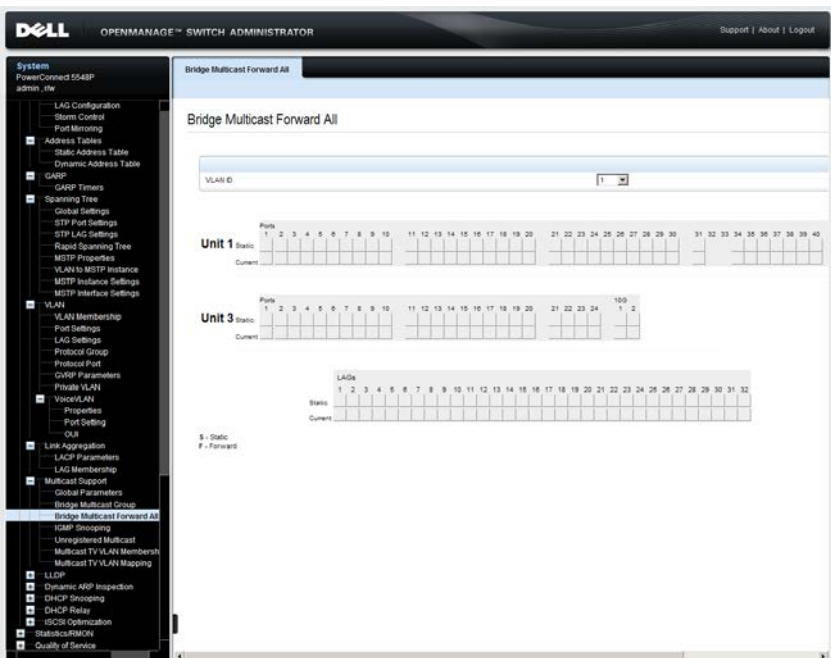 DELL OPENMANAGE™ SWITCH ADMINISTRATOR
Support | About | Logout
System
PowerConnect 5548P
admin , r/w
LAG Configuration
Storm Control
Port Mirroring
Address Tables
Static Address Table
Dynamic Address Table
GARP
GARP Timers
Spanning Tree
Global Settings
STP Port Settings
STP LAG Settings
Rapid Spanning Tree
MSTP Properties
VLAN to MSTP Instance
MSTP Instance Settings
MSTP Interface Settings
VLAN
VLAN Membership
Port Settings
LAG Settings
Protocol Group
Protocol Port
GVRP Parameters
Private VLAN
VoiceVLAN
Properties
Port Setting
OUI
Link Aggregation
LACP Parameters
LAG Membership
Multicast Support
Global Parameters
Bridge Multicast Group
Bridge Multicast Forward All
IGMP Snooping
Unregistered Multicast
Multicast TV VLAN Membersh
Multicast TV VLAN Mapping
LLDP
Dynamic ARP Inspection
DHCP Snooping
DHCP Relay
iSCSI Optimization
Statistics/RMON
Quality of Service
Bridge Multicast Forward All
Bridge Multicast Forward All
VLAN ID 1
Ports
1 2 3 4 5 6 7 8 9 10 11 12 13 14 15 16 17 18 19 20 21 22 23 24 25 26 27 28 29 30 31 32 33 34 35 36 37 38 39 40
Unit 1 Static
Current
Ports 10G
1 2 3 4 5 6 7 8 9 10 11 12 13 14 15 16 17 18 19 20 21 22 23 24 1 2
Unit 3 Static
Current
LAGs
1 2 3 4 5 6 7 8 9 10 11 12 13 14 15 16 17 18 19 20 21 22 23 24 25 26 27 28 29 30 31 32
Static
Current
S - Static
F - Forward